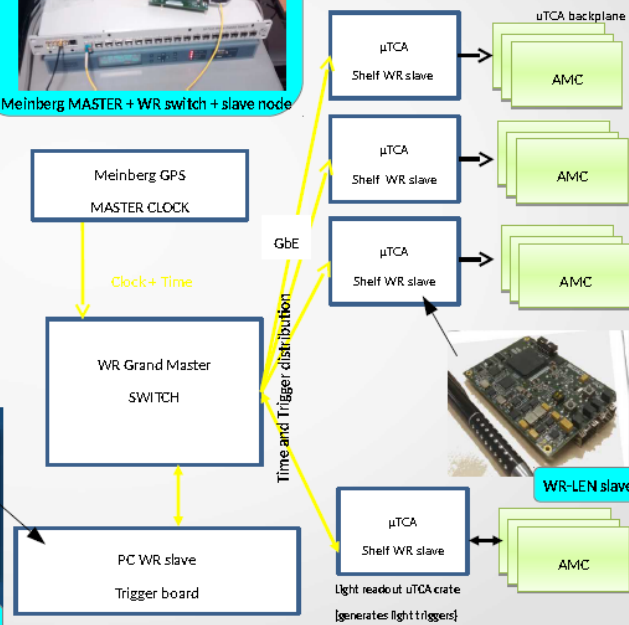 uTCA backplane
Meinberg MASTER + WR switch + slave node
µTCA
Shelf WR slave
AMC
µTCA
Shelf WR slave
AMC
Meinberg GPS
MASTER CLOCK
GbE
µTCA
Shelf WR slave
AMC
Clock + Time
Time and Trigger distribution
WR Grand Master
SWITCH
WR-LEN slave
µTCA
Shelf WR slave
AMC
PC WR slave
Trigger board
Light readout uTCA crate
(generates light triggers)